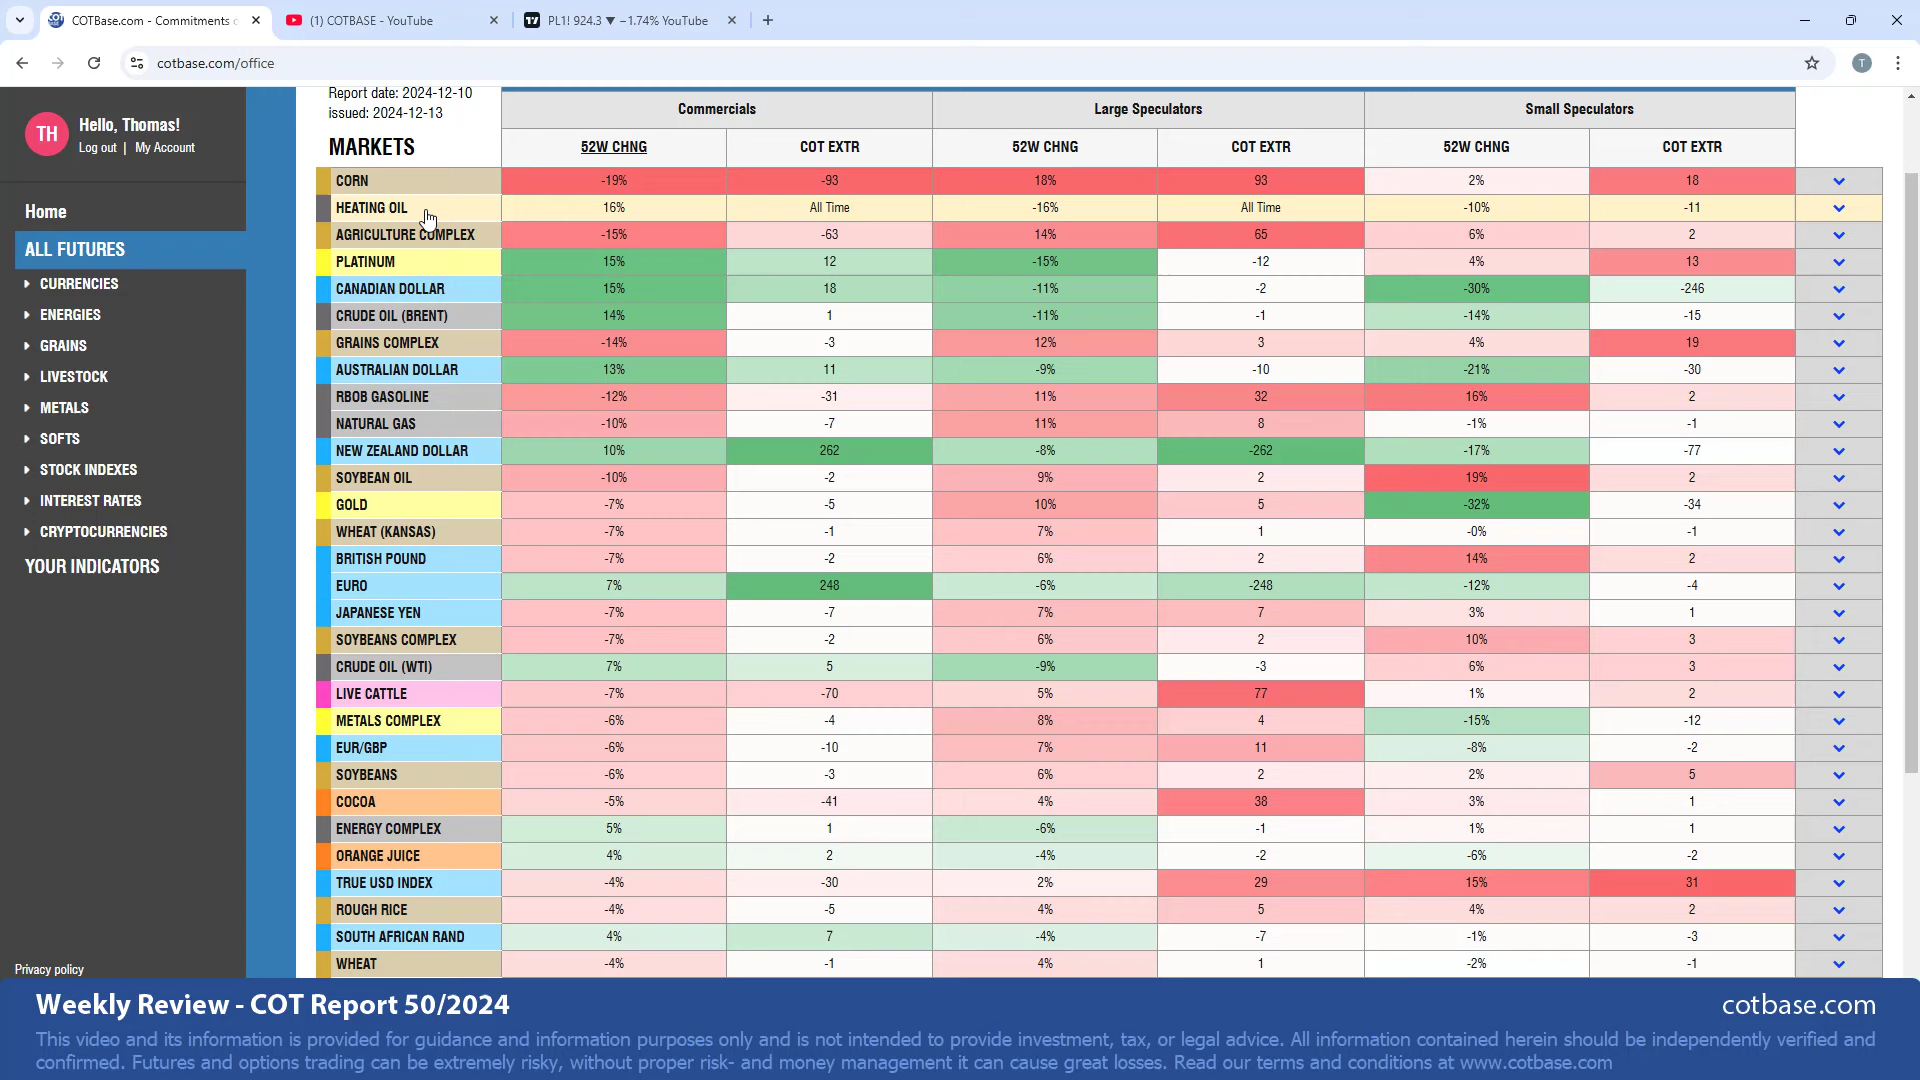 COTBase.com - Commitments o
(1) COTBASE - YouTube
PL1! 924.3 ▼ −1.74% YouTube
cotbase.com/office
T
TH
Hello, Thomas!
Log out | My Account
Home
ALL FUTURES
CURRENCIES
ENERGIES
GRAINS
LIVESTOCK
METALS
SOFTS
STOCK INDEXES
INTEREST RATES
CRYPTOCURRENCIES
YOUR INDICATORS
Privacy policy
Report date: 2024-12-10
issued: 2024-12-13
Commercials Large Speculators Small Speculators
MARKETS 52W CHNG COT EXTR 52W CHNG COT EXTR 52W CHNG COT EXTR
CORN -19% -93 18% 93 2% 18
HEATING OIL 16% All Time -16% All Time -10% -11
AGRICULTURE COMPLEX -15% -63 14% 65 6% 2
PLATINUM 15% 12 -15% -12 4% 13
CANADIAN DOLLAR 15% 18 -11% -2 -30% -246
CRUDE OIL (BRENT) 14% 1 -11% -1 -14% -15
GRAINS COMPLEX -14% -3 12% 3 4% 19
AUSTRALIAN DOLLAR 13% 11 -9% -10 -21% -30
RBOB GASOLINE -12% -31 11% 32 16% 2
NATURAL GAS -10% -7 11% 8 -1% -1
NEW ZEALAND DOLLAR 10% 262 -8% -262 -17% -77
SOYBEAN OIL -10% -2 9% 2 19% 2
GOLD -7% -5 10% 5 -32% -34
WHEAT (KANSAS) -7% -1 7% 1 -0% -1
BRITISH POUND -7% -2 6% 2 14% 2
EURO 7% 248 -6% -248 -12% -4
JAPANESE YEN -7% -7 7% 7 3% 1
SOYBEANS COMPLEX -7% -2 6% 2 10% 3
CRUDE OIL (WTI) 7% 5 -9% -3 6% 3
LIVE CATTLE -7% -70 5% 77 1% 2
METALS COMPLEX -6% -4 8% 4 -15% -12
EUR/GBP -6% -10 7% 11 -8% -2
SOYBEANS -6% -3 6% 2 2% 5
COCOA -5% -41 4% 38 3% 1
ENERGY COMPLEX 5% 1 -6% -1 1% 1
ORANGE JUICE 4% 2 -4% -2 -6% -2
TRUE USD INDEX -4% -30 2% 29 15% 31
ROUGH RICE -4% -5 4% 5 4% 2
SOUTH AFRICAN RAND 4% 7 -4% -7 -1% -3
WHEAT -4% -1 4% 1 -2% -1
Weekly Review - COT Report 50/2024
cotbase.com
This video and its information is provided for guidance and information purposes only and is not intended to provide investment, tax, or legal advice. All information contained herein should be independently verified and
confirmed. Futures and options trading can be extremely risky, without proper risk- and money management it can cause great losses. Read our terms and conditions at www.cotbase.com